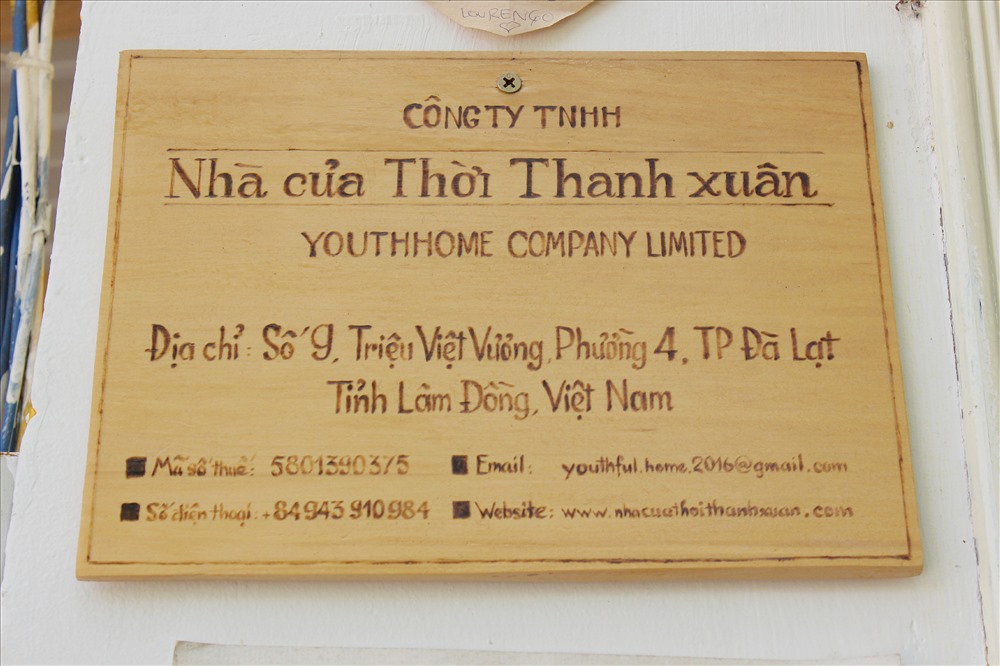 LOURENÇO
CÔNG TY TNHH
Nhà của Thời Thanh xuân
YOUTHHOME COMPANY LIMITED
Địa chỉ: Số 9, Triệu Việt Vương, Phường 4, TP Đà Lạt
Tỉnh Lâm Đồng, Việt Nam
Mã số thuế: 5801390375
Email: youthful.home.2016@gmail.com
Số điện thoại: +84943 910 984
Website: www.nhacuathoithanhxuan.com